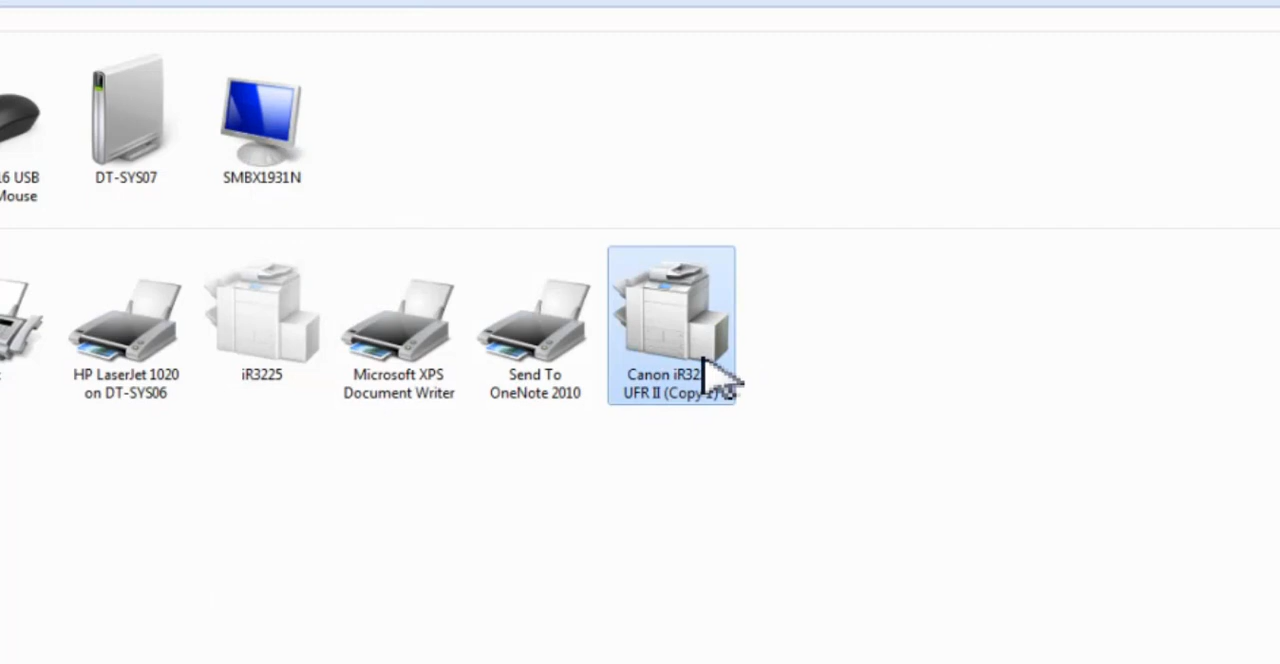 16 USB
Mouse
DT-SYS07
SMBX1931N
HP LaserJet 1020
on DT-SYS06
iR3225
Microsoft XPS
Document Writer
Send To
OneNote 2010
Canon
UFR II (Copy